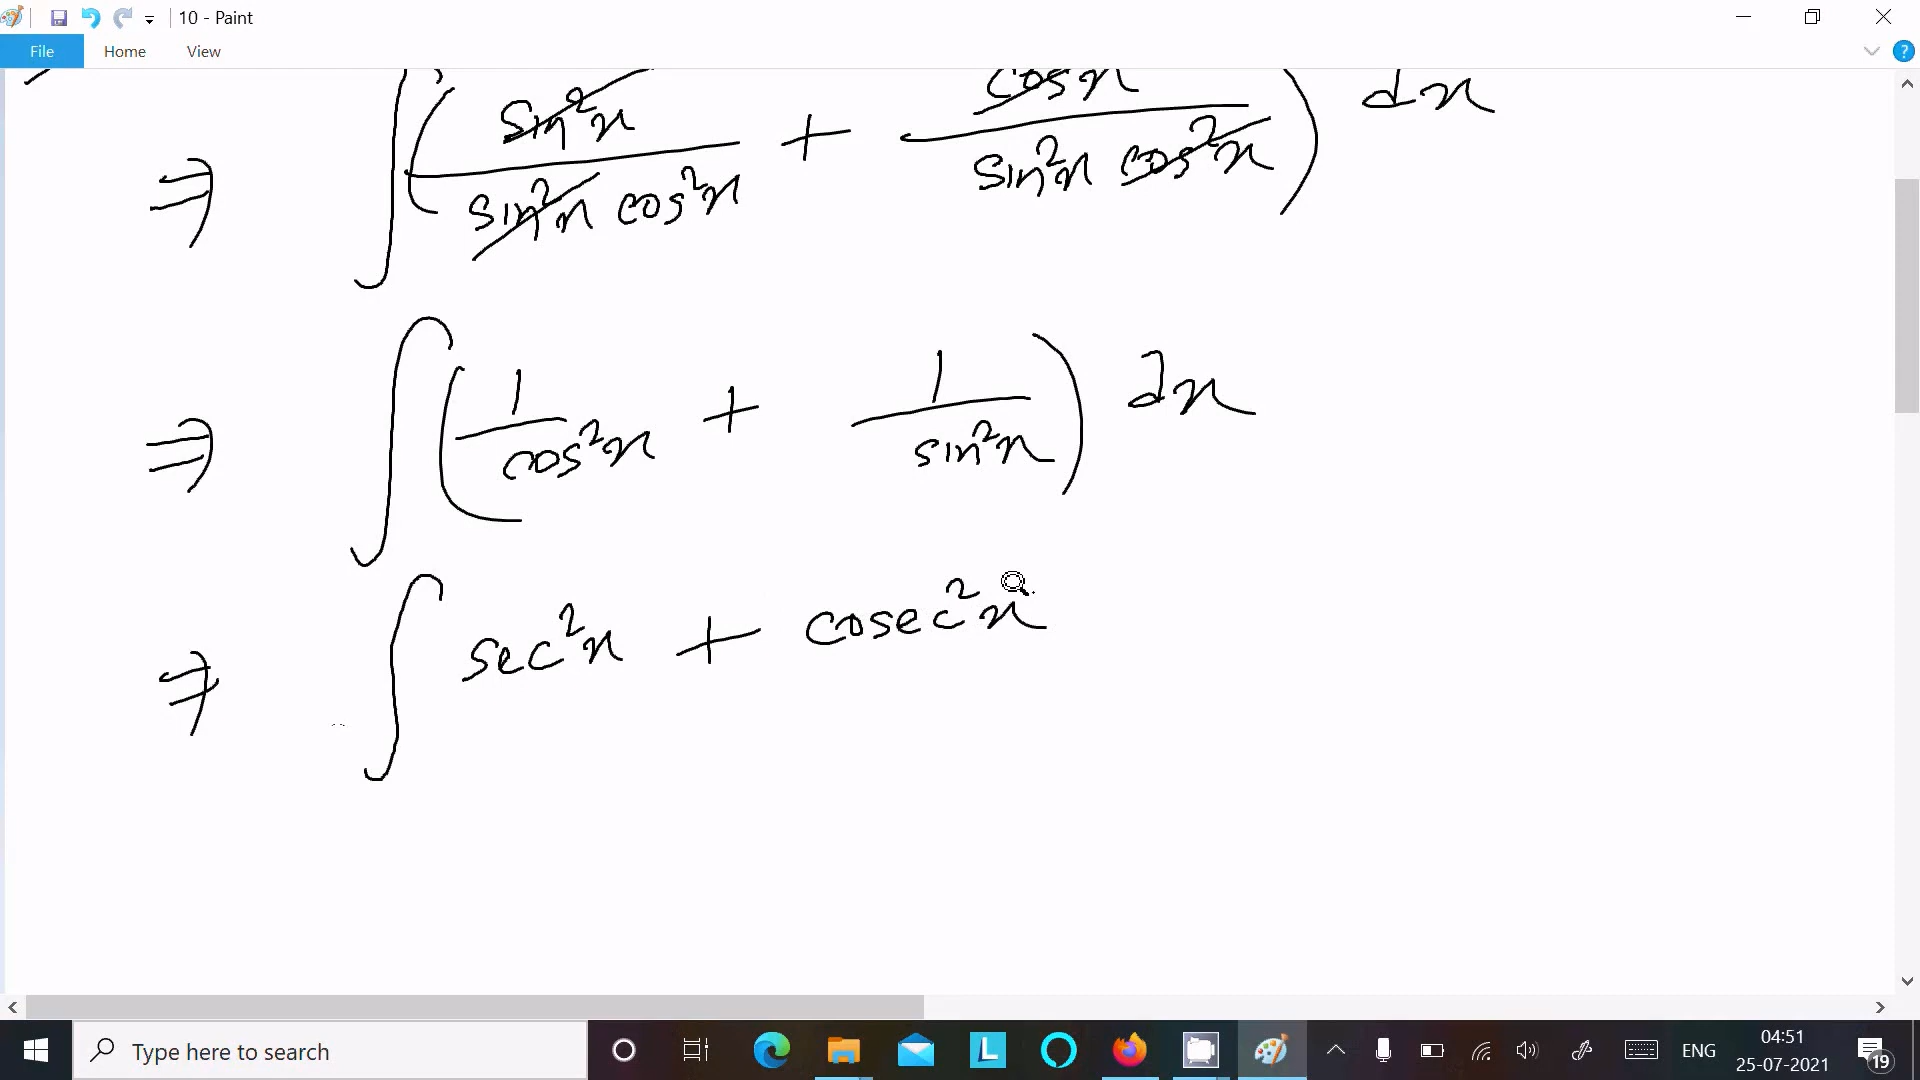 10 - Paint
File Home View
⇒ ∫ ( sin²x / sin²x cos²x + cos x / sin²x cos²x ) dx
⇒ ∫ ( 1 / cos²x + 1 / sin²x ) dx
⇒ ∫ sec²x + cosec²x
Type here to search
L
ENG
04:51
25-07-2021
19